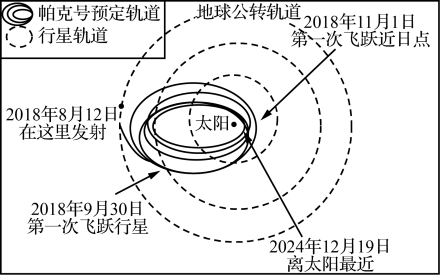 帕克号预定轨道
行星轨道
地球公转轨道
2018年11月1日
第一次飞跃近日点
2018年8月12日
在这里发射
太阳
2018年9月30日
第一次飞跃行星
2024年12月19日
离太阳最近